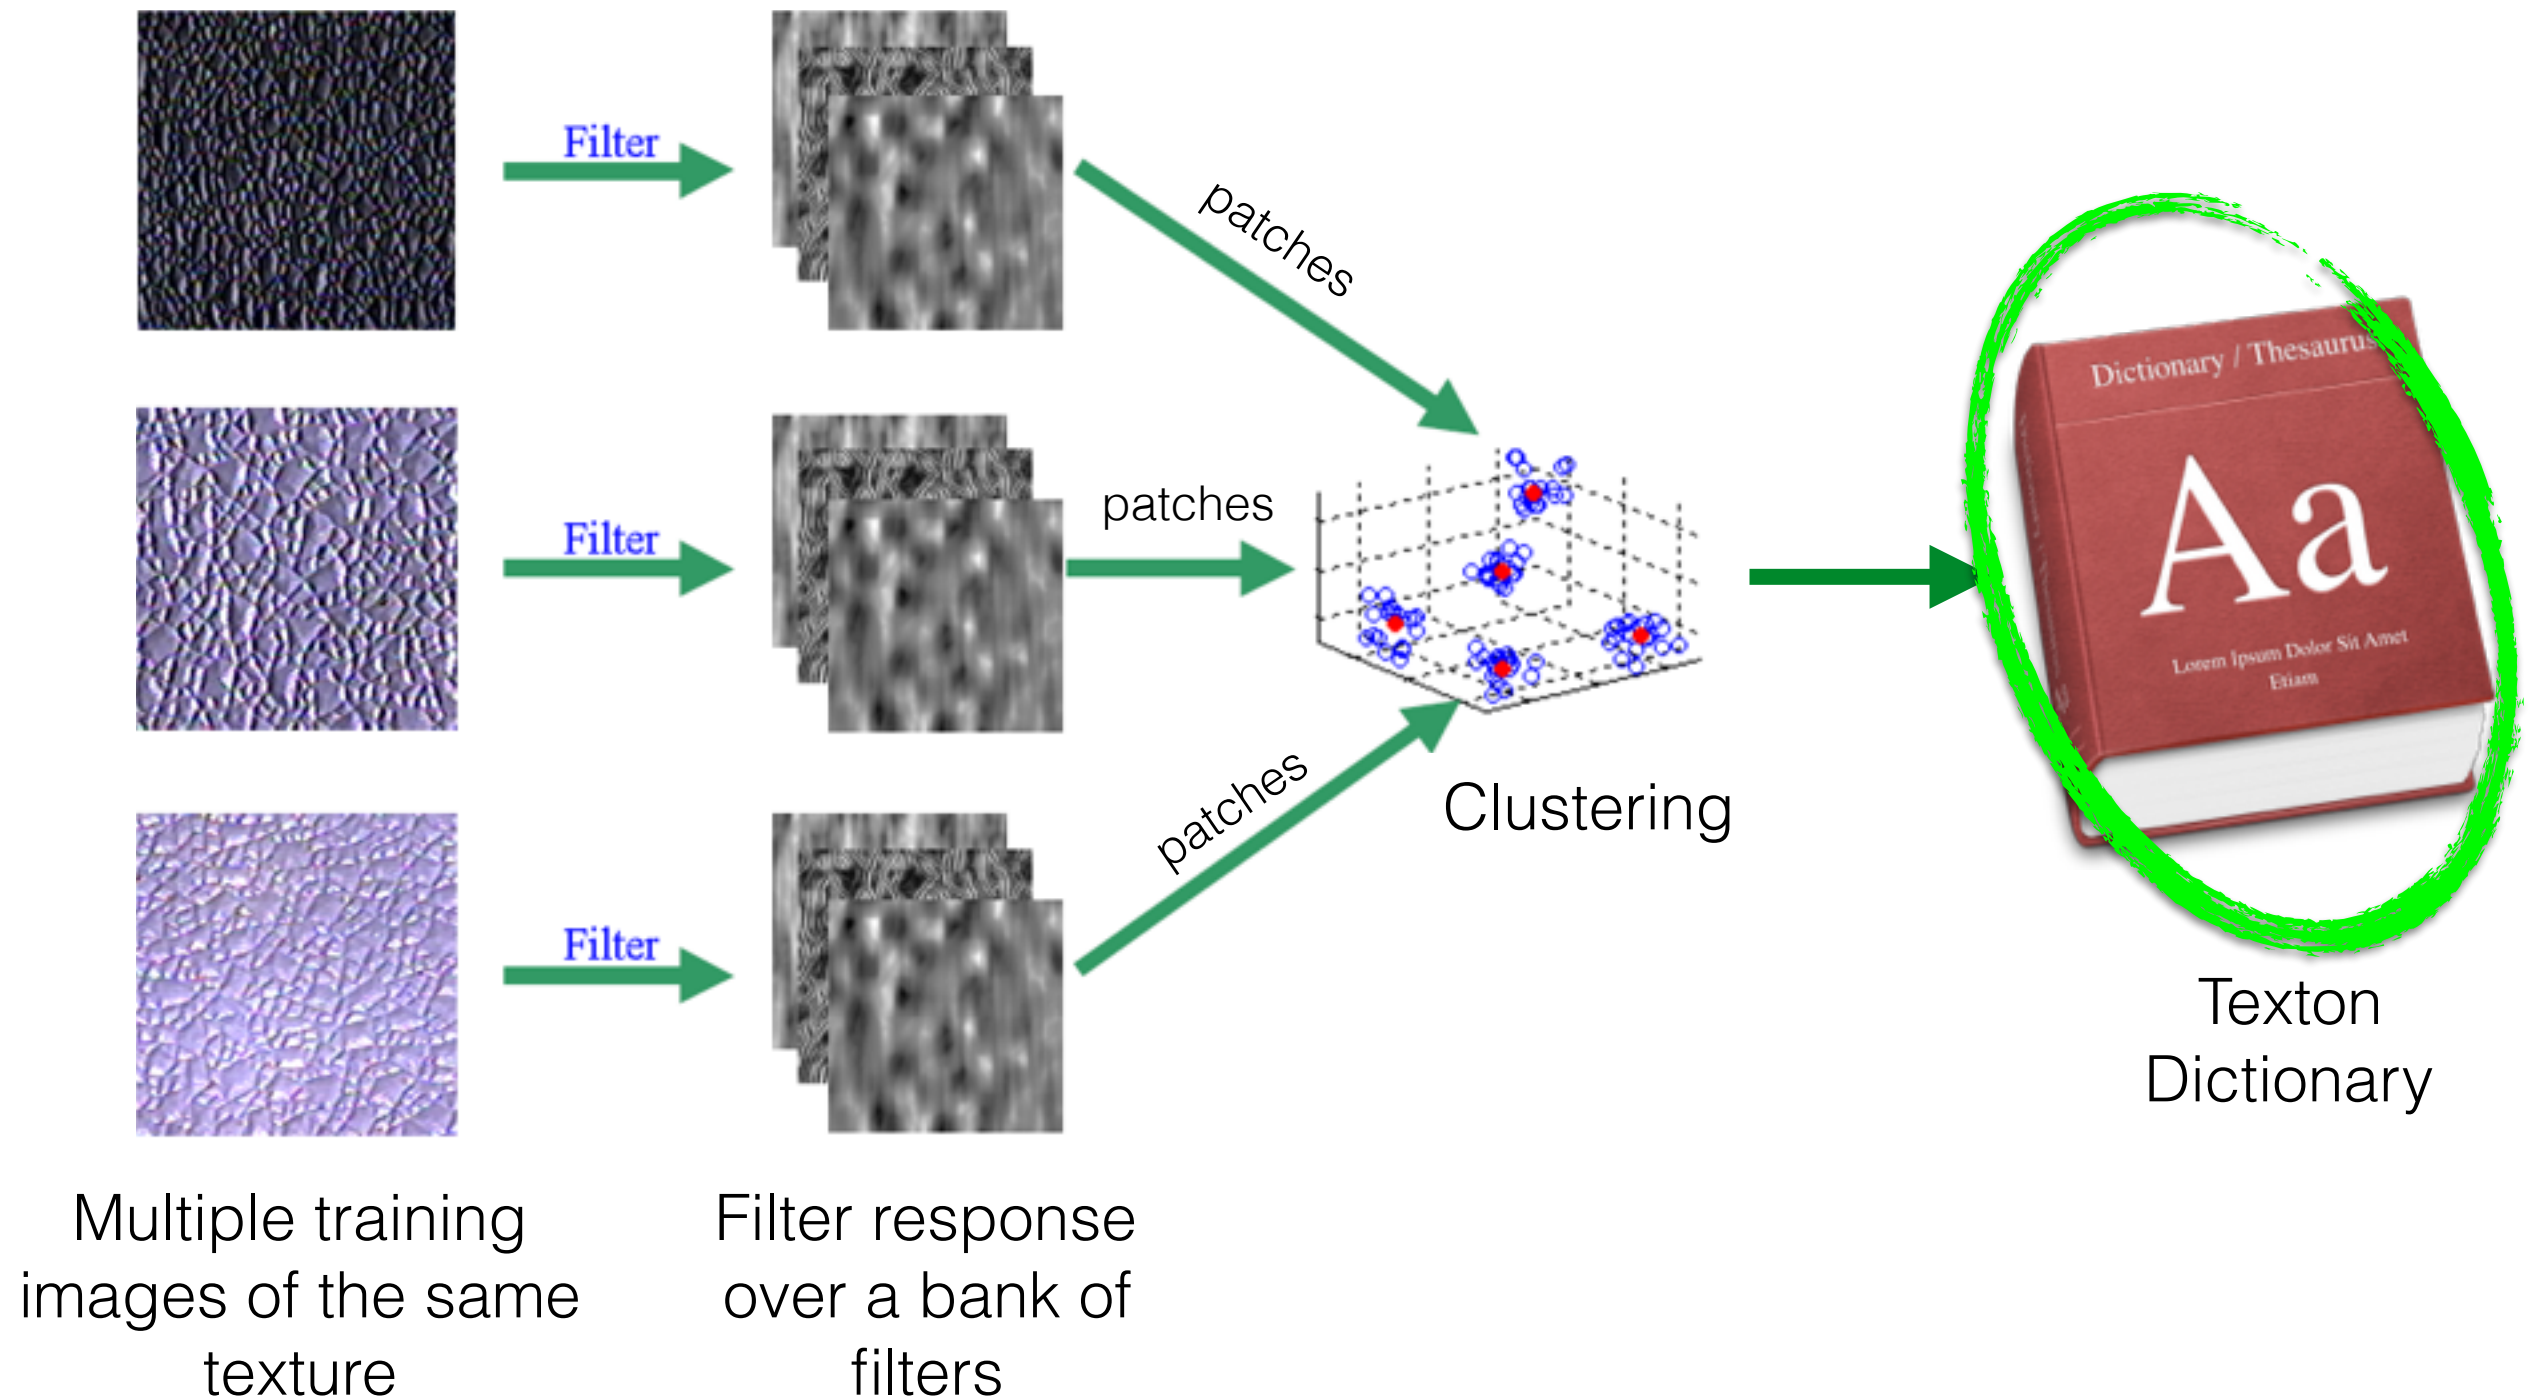 Filter
patches
Filter
patches
Filter
patches
Clustering
Dictionary / Thesaurus
Aa
Lorem Ipsum Dolor Sit Amet
Etiam
Texton
Dictionary
Multiple training
images of the same
texture
Filter response
over a bank of
filters